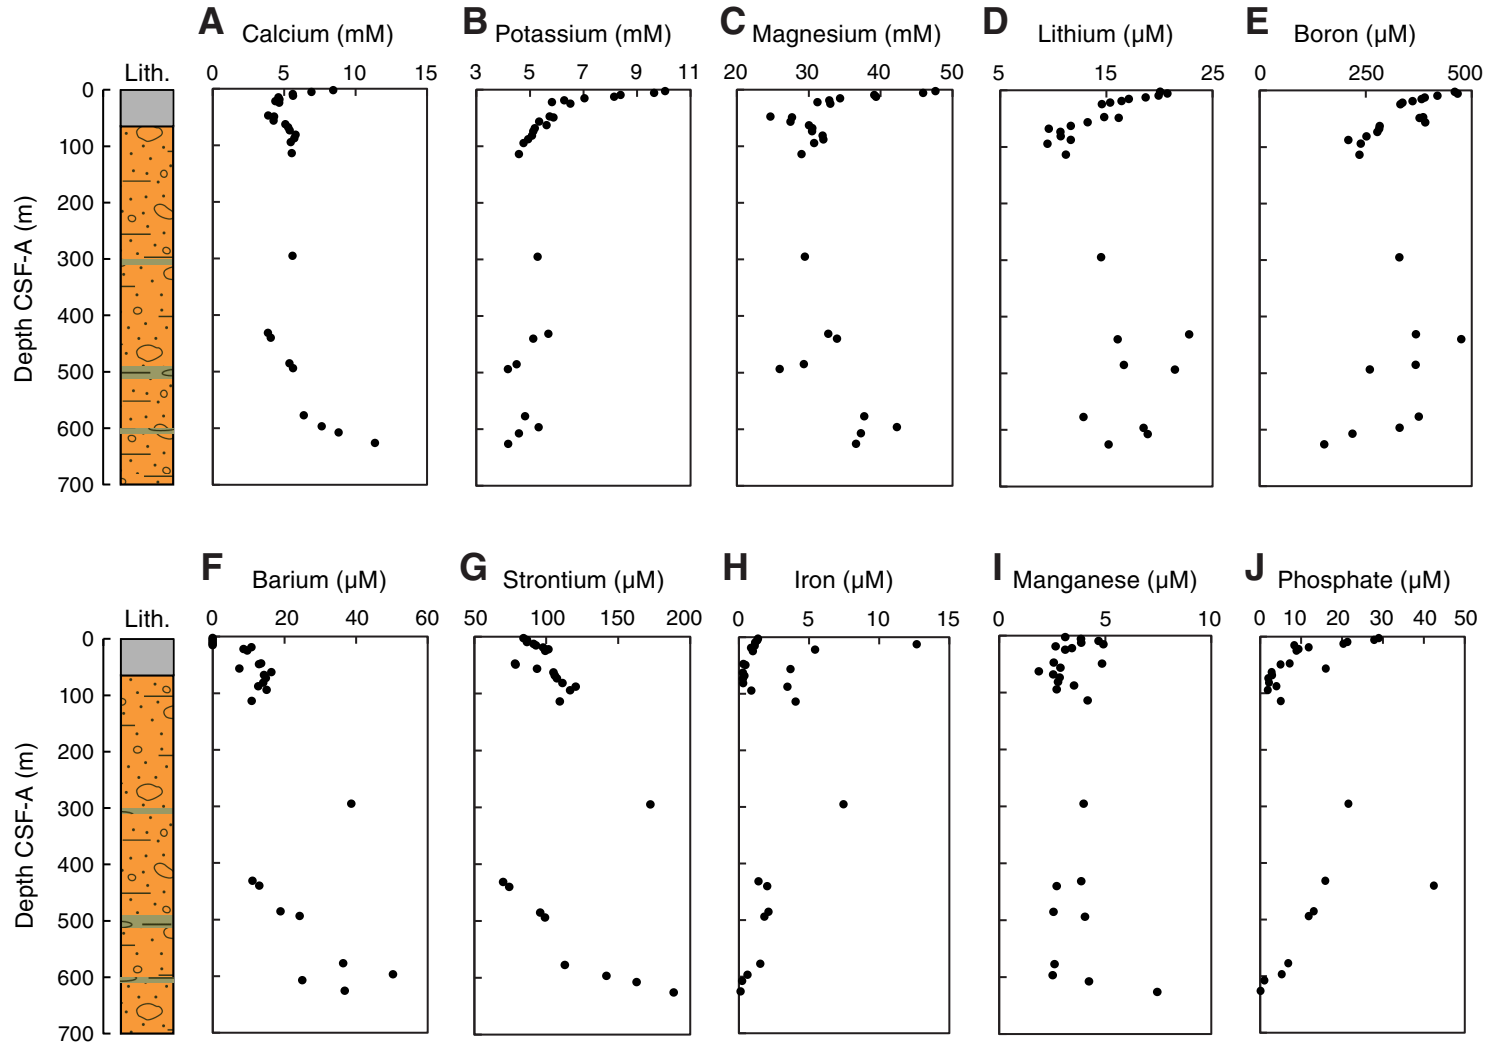 A Calcium (mM) B Potassium (mM) C Magnesium (mM) D Lithium (µM) E Boron (µM)
Lith. 0 5 10 15 3 5 7 9 11 20 30 40 50 5 15 25 0 250 500
0
100
200
300
400
500
600
700
Depth CSF-A (m)
F Barium (µM) G Strontium (µM) H Iron (µM) I Manganese (µM) J Phosphate (µM)
Lith. 0 20 40 60 50 100 150 200 0 5 10 15 0 5 10 0 10 20 30 40 50
0
100
200
300
400
500
600
700
Depth CSF-A (m)